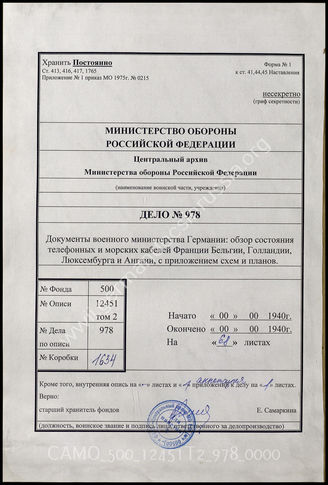 Хранить Постоянно
Форма № 1
Ст. 413, 416, 417, 1765
к ст. 41,44,45 Наставления
Приложение № 1 приказ МО 1975г. № 0215
несекретно
(граф секретности)
МИНИСТЕРСТВО ОБОРОНЫ
РОССИЙСКОЙ ФЕДЕРАЦИИ
Центральный архив
Министерства обороны Российской Федерации
(наименование воинской части, учреждения)
ДЕЛО № 978
Документы военного министерства Германии: обзор состояния
телефонных и морских кабелей Франции Бельгии, Голландии,
Люксембурга и Англии, с приложением схем и планов.
№ Фонда 500
№ Описи 12451
том 2
№ Дела 978
по описи
№ Коробки 1634
Начато « 00 » 00 1940г.
Окончено « 00 » 00 1940г.
На «68» листах
Кроме того, внутренняя опись на «-» листах и приложений к делу на листах.
Верно:
старший хранитель фондов Е. Самаркина
(должность, воинское звание и подпись лица ответственного за делопроизводство)
CAMO_500_12451 T2_978_0000